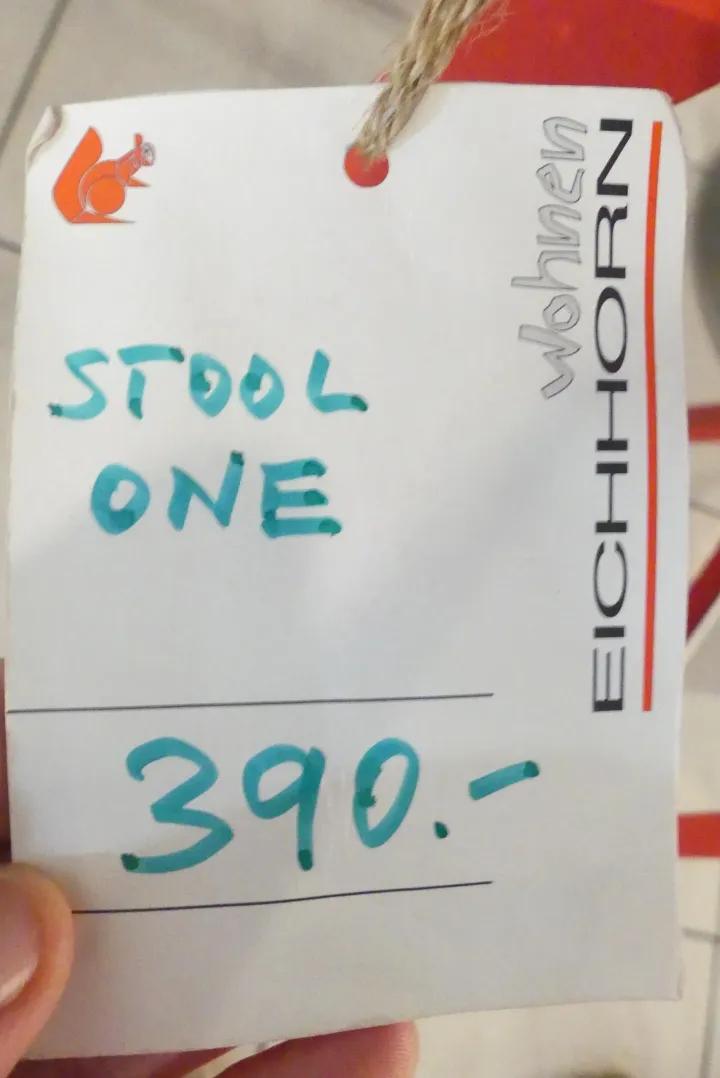 Wohnen
EICHHORN
STOOL
ONE
390.-